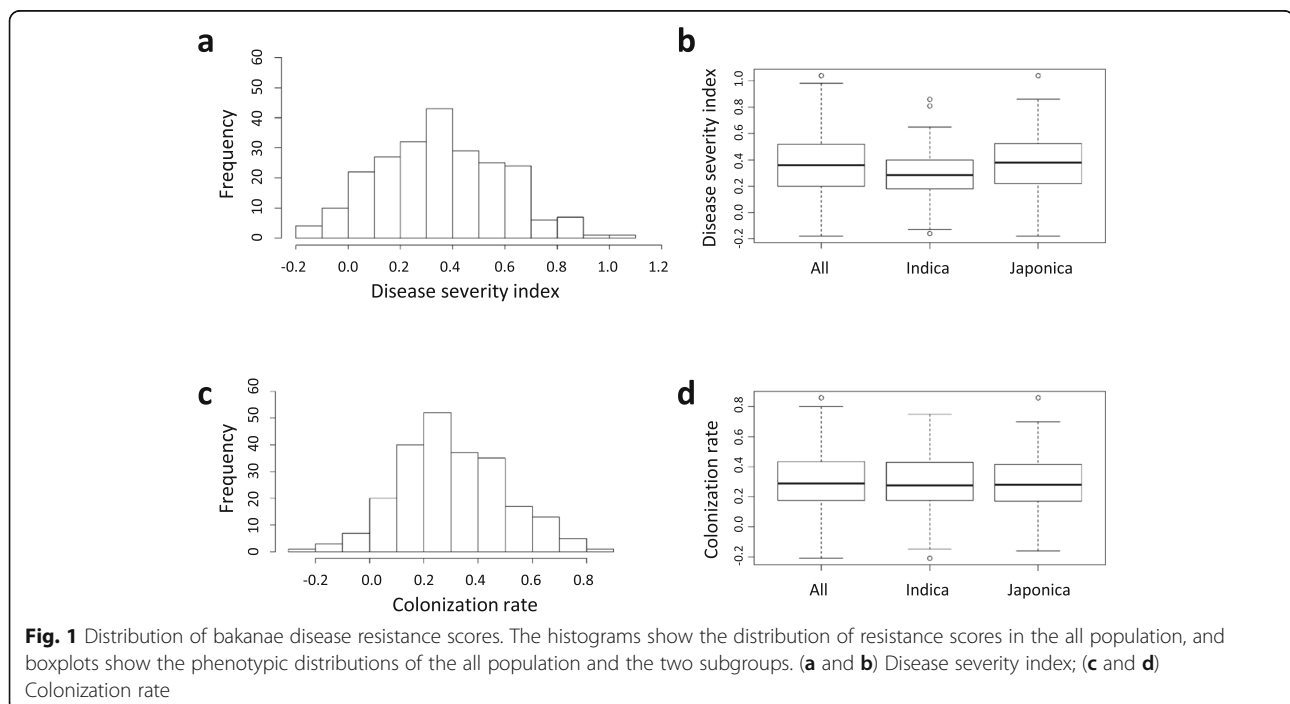 a
60
50
40
30
20
10
0
Frequency
-0.2 0.0 0.2 0.4 0.6 0.8 1.0 1.2
Disease severity index
b
1.0
0.8
0.6
0.4
0.2
0.0
-0.2
Disease severity index
All Indica Japonica
c
60
50
40
30
20
10
0
Frequency
-0.2 0.0 0.2 0.4 0.6 0.8
Colonization rate
d
0.8
0.6
0.4
0.2
0.0
-0.2
Colonization rate
All Indica Japonica
Fig. 1 Distribution of bakanae disease resistance scores. The histograms show the distribution of resistance scores in the all population, and
boxplots show the phenotypic distributions of the all population and the two subgroups. (a and b) Disease severity index; (c and d)
Colonization rate